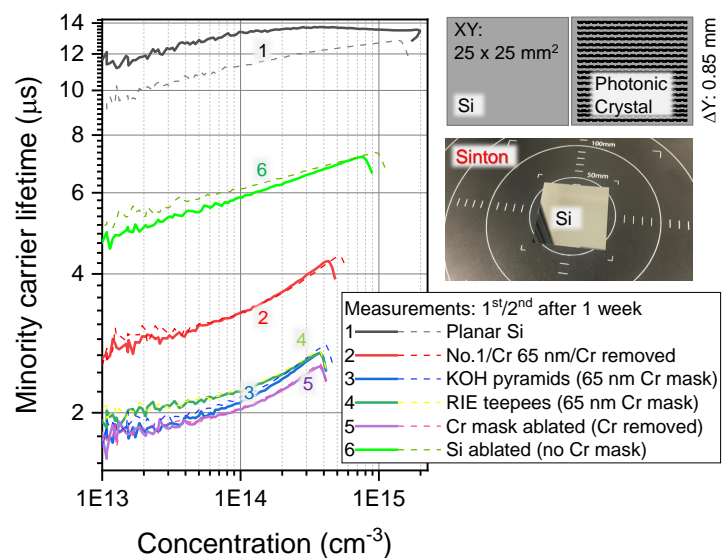 14
12
10
8
6
4
2
Minority carrier lifetime (μs)
1E13
1E14
1E15
Concentration (cm-3)
1
6
2
4
3
5
XY:
25 x 25 mm2
Si
Photonic
Crystal
ΔY: 0.85 mm
Sinton
100mm
50mm
Si
Measurements: 1st/2nd after 1 week
1 Planar Si
2 No.1/Cr 65 nm/Cr removed
3 KOH pyramids (65 nm Cr mask)
4 RIE teepees (65 nm Cr mask)
5 Cr mask ablated (Cr removed)
6 Si ablated (no Cr mask)